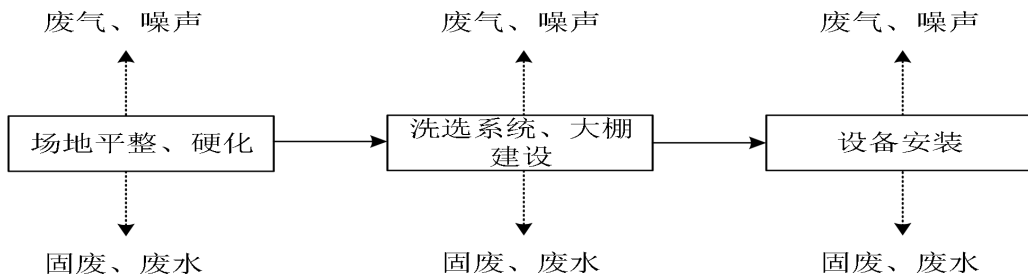 废气、噪声
废气、噪声
废气、噪声
场地平整、硬化
洗选系统、大棚
建设
设备安装
固废、废水
固废、废水
固废、废水